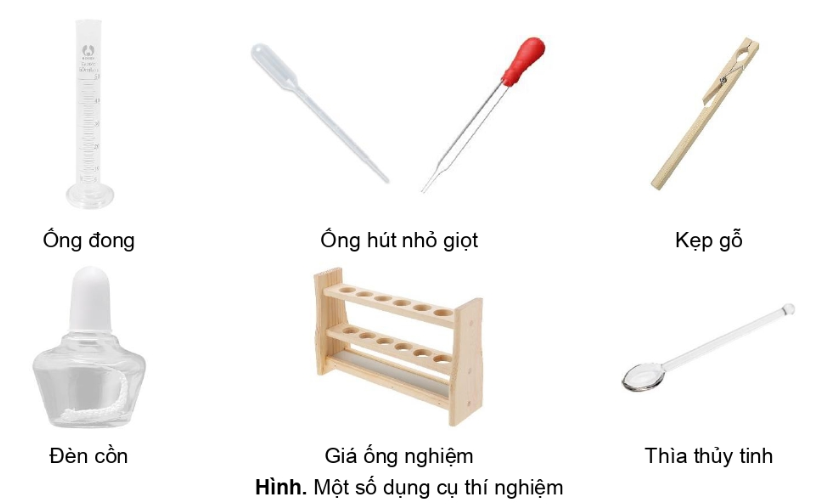 Ống đong
Ống hút nhỏ giọt
Kẹp gỗ
Đèn cồn
Giá ống nghiệm
Thìa thủy tinh
Hình. Một số dụng cụ thí nghiệm